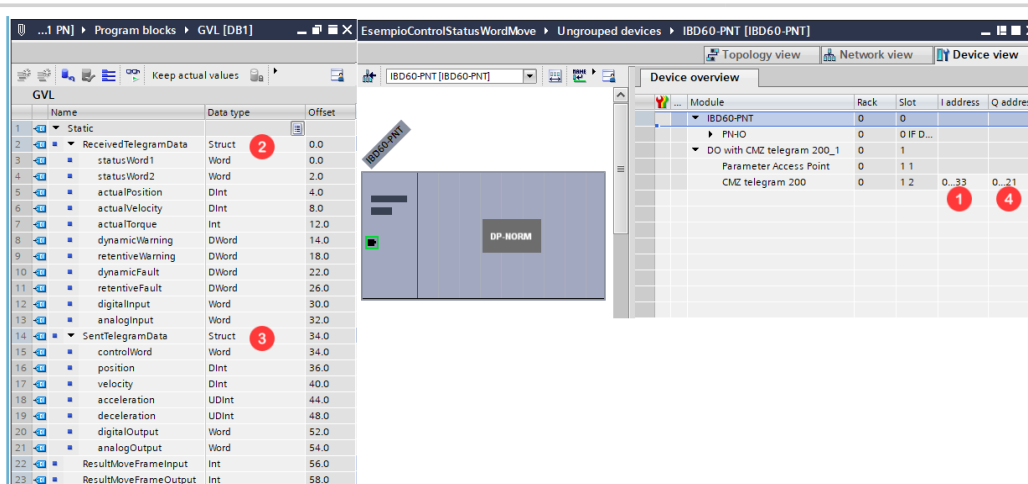 ...1 PN] ▸ Program blocks ▸ GVL [DB1]
Keep actual values
GVL
Name Data type Offset
1 Static
2 ReceivedTelegramData Struct 2 0.0
3 statusWord1 Word 0.0
4 statusWord2 Word 2.0
5 actualPosition DInt 4.0
6 actualVelocity DInt 8.0
7 actualTorque Int 12.0
8 dynamicWarning DWord 14.0
9 retentiveWarning DWord 18.0
10 dynamicFault DWord 22.0
11 retentiveFault DWord 26.0
12 digitalInput Word 30.0
13 analogInput Word 32.0
14 SentTelegramData Struct 3 34.0
15 controlWord Word 34.0
16 position DInt 36.0
17 velocity DInt 40.0
18 acceleration UDInt 44.0
19 deceleration UDInt 48.0
20 digitalOutput Word 52.0
21 analogOutput Word 54.0
22 ResultMoveFrameInput Int 56.0
23 ResultMoveFrameOutput Int 58.0
EsempioControlStatusWordMove ▸ Ungrouped devices ▸ IBD60-PNT [IBD60-PNT]
Topology view Network view Device view
IBD60-PNT [IBD60-PNT]
IBD60-PNT
DP-NORM
Device overview
... Module Rack Slot I address Q addres
IBD60-PNT 0 0
PN-IO 0 0 IF D...
DO with CMZ telegram 200_1 0 1
Parameter Access Point 0 1 1
CMZ telegram 200 0 1 2 0...33 0...21
1 4